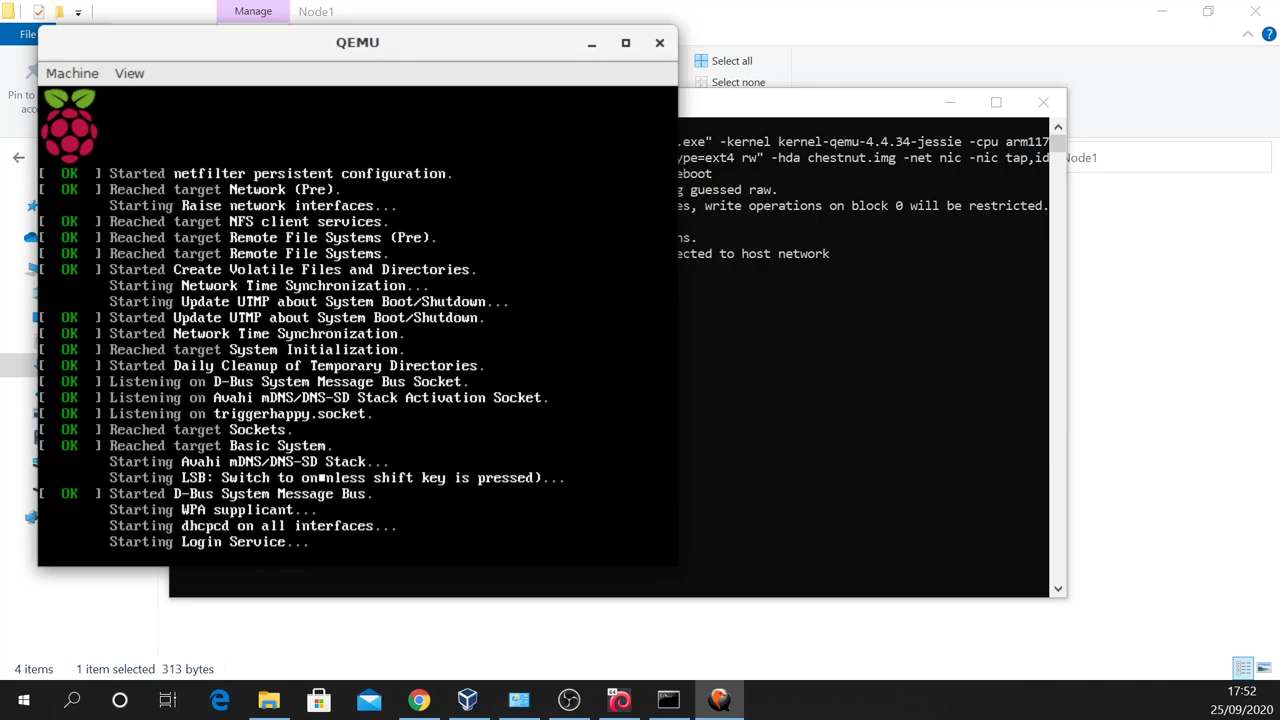 Manage
Node1
File
Select all
Pin to
acc
Select none
QEMU
Machine
View
.exe" -kernel kernel-qemu-4.4.34-jessie -cpu arm117
ype=ext4 rw" -hda chestnut.img -net nic -nic tap,id
eboot
g guessed raw.
es, write operations on block 0 will be restricted.
ns.
ected to host network
Node1
[ OK ] Started netfilter persistent configuration.
[ OK ] Reached target Network (Pre).
Starting Raise network interfaces...
[ OK ] Reached target NFS client services.
[ OK ] Reached target Remote File Systems (Pre).
[ OK ] Reached target Remote File Systems.
[ OK ] Started Create Volatile Files and Directories.
Starting Network Time Synchronization...
Starting Update UTMP about System Boot/Shutdown...
[ OK ] Started Update UTMP about System Boot/Shutdown.
[ OK ] Started Network Time Synchronization.
[ OK ] Reached target System Initialization.
[ OK ] Started Daily Cleanup of Temporary Directories.
[ OK ] Listening on D-Bus System Message Bus Socket.
[ OK ] Listening on Avahi mDNS/DNS-SD Stack Activation Socket.
[ OK ] Listening on triggerhappy.socket.
[ OK ] Reached target Sockets.
[ OK ] Reached target Basic System.
Starting Avahi mDNS/DNS-SD Stack...
Starting LSB: Switch to on■nless shift key is pressed)...
[ OK ] Started D-Bus System Message Bus.
Starting WPA supplicant...
Starting dhcpcd on all interfaces...
Starting Login Service...
4 items
1 item selected 313 bytes
17:52
25/09/2020